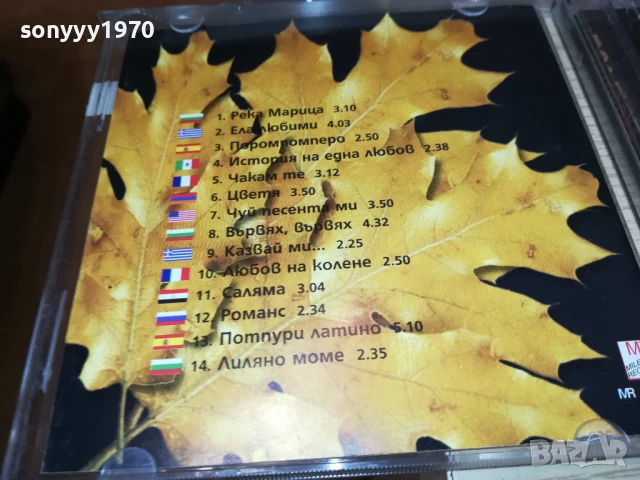 sonyyy1970
1. Река Марица 3.10
2. Ела любими 4.03
3. Поромпомперо 2.50
4. История на една любов 2.38
5. Чакам те 3.12
6. Цветя 3.50
7. Чуй песента ми 3.50
8. Вървях, вървях 4.32
9. Казвай ми... 2.25
10. Любов на колене 2.50
11. Саляма 3.04
12. Романс 2.34
13. Потпури латино 5.10
14. Лиляно моме 2.35
MR
BAZAR